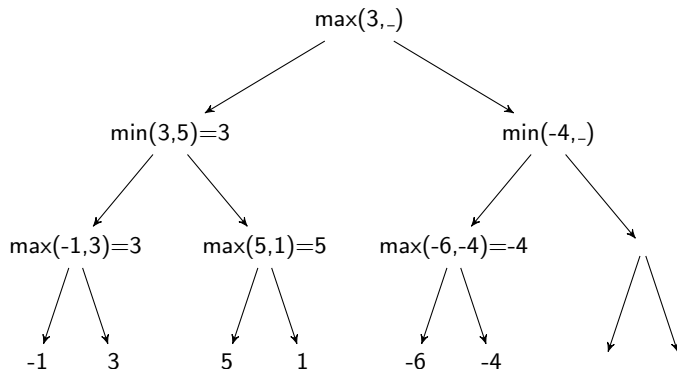 max(3,_)
min(3,5)=3
min(-4,_)
max(-1,3)=3
max(5,1)=5
max(-6,-4)=-4
-1
3
5
1
-6
-4